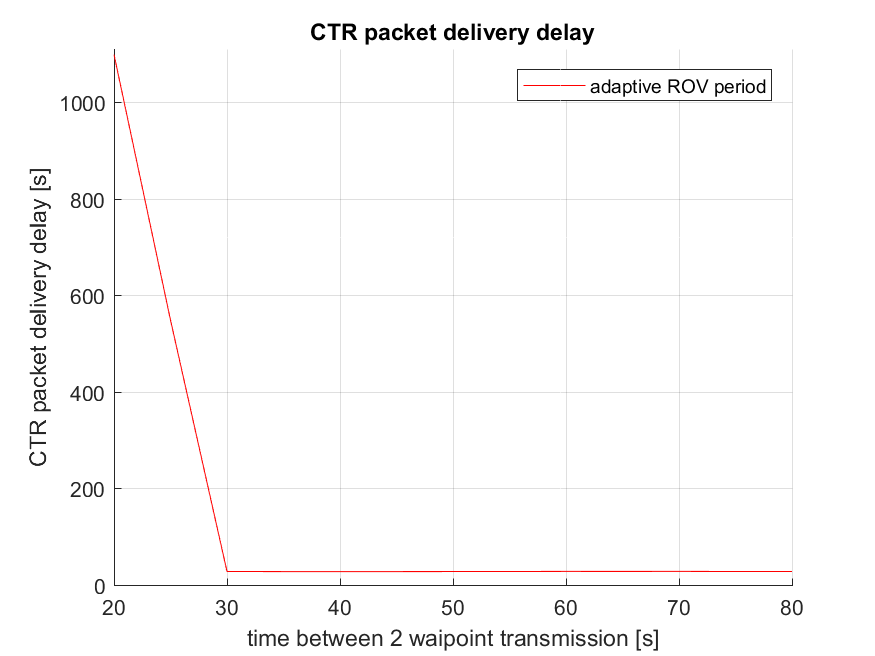 CTR packet delivery delay
adaptive ROV period
CTR packet delivery delay [s]
1000
800
600
400
200
0
20 30 40 50 60 70 80
time between 2 waipoint transmission [s]